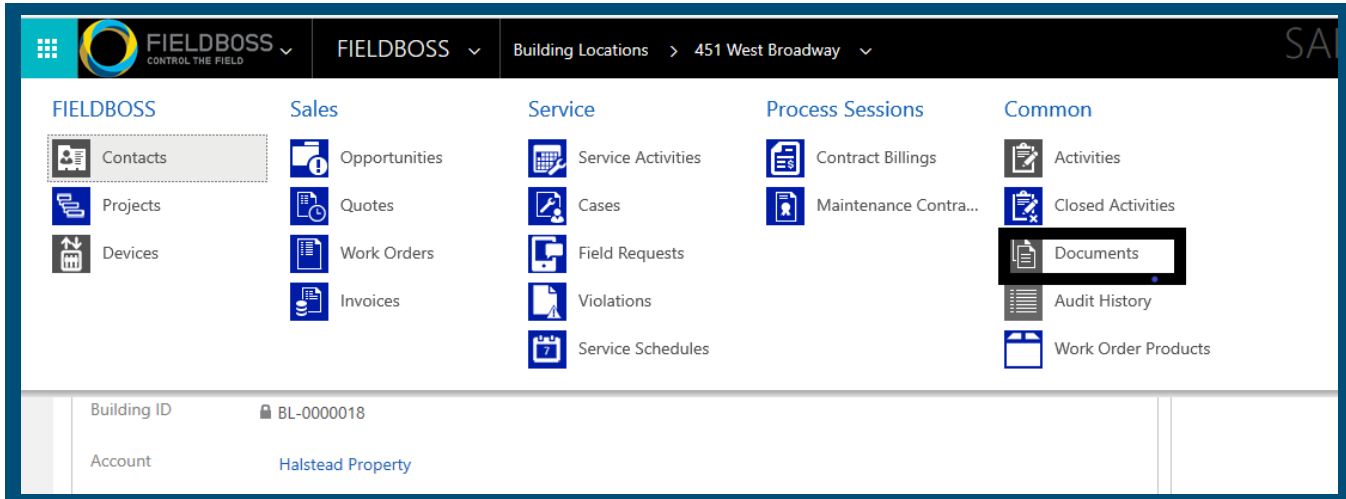 FIELDBOSS
CONTROL THE FIELD
FIELDBOSS
Building Locations > 451 West Broadway
SA
FIELDBOSS
Contacts
Projects
Devices
Sales
Opportunities
Quotes
Work Orders
Invoices
Service
Service Activities
Cases
Field Requests
Violations
7
Service Schedules
Process Sessions
Contract Billings
Maintenance Contra...
Common
Activities
Closed Activities
Documents
Audit History
Work Order Products
Building ID BL-0000018
Account Halstead Property